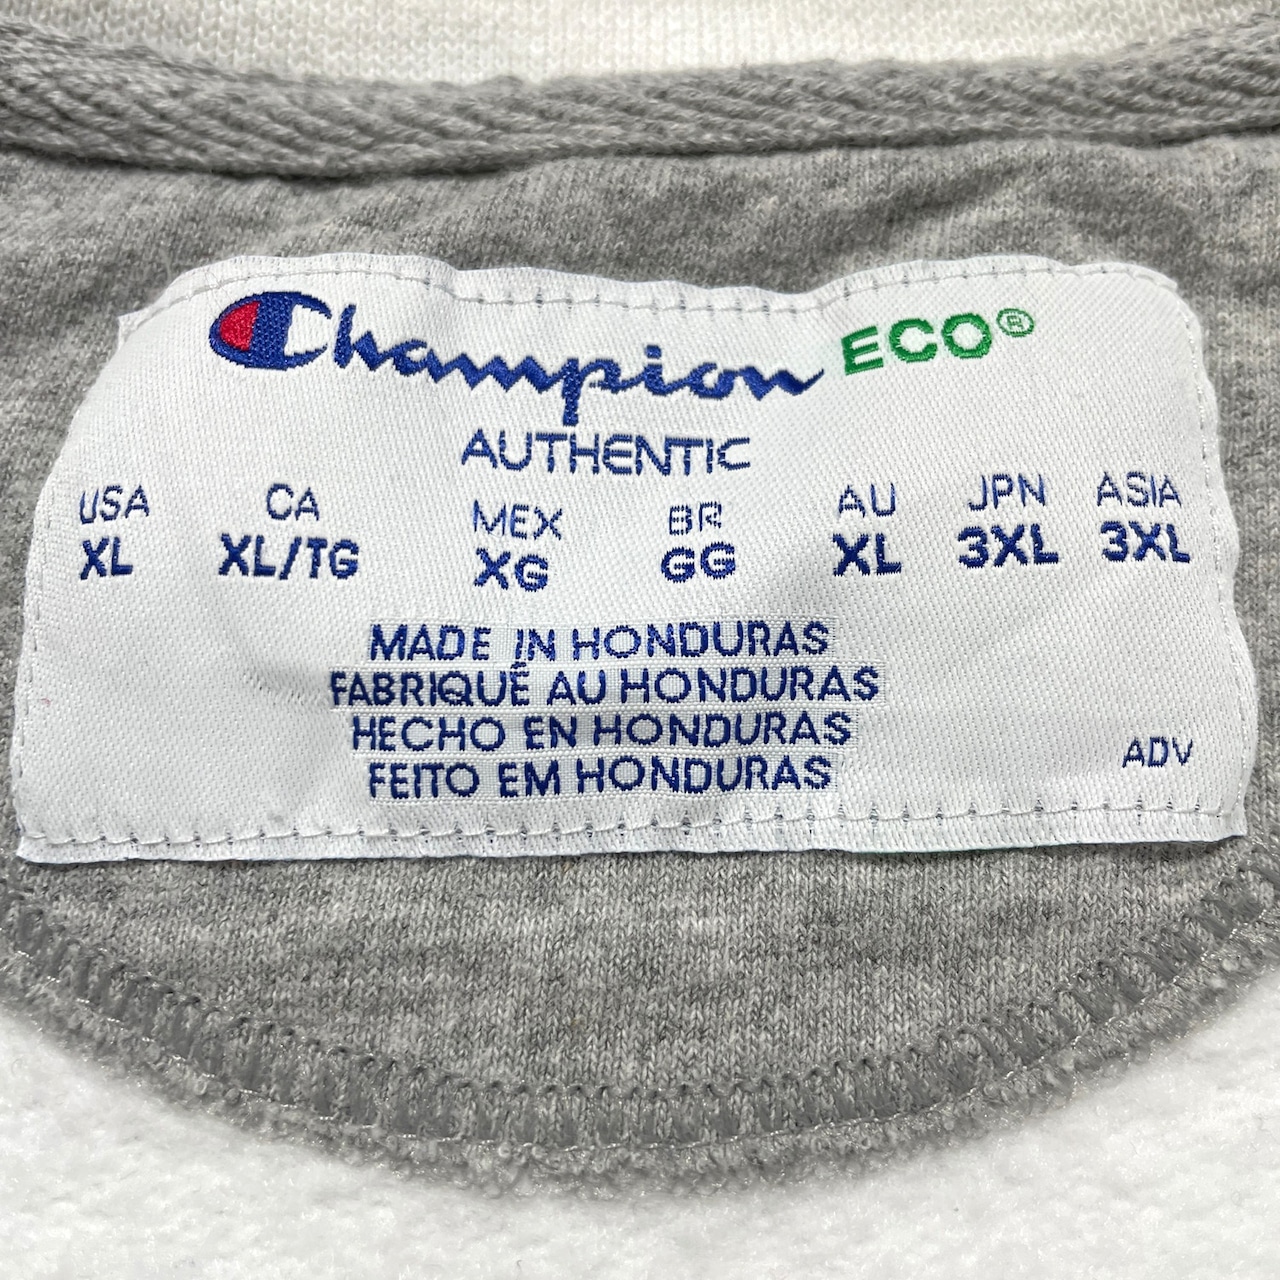 Champion ECO®
AUTHENTIC
USA CA MEX BR AU JPN ASIA
XL XL/TG XG GG XL 3XL 3XL
MADE IN HONDURAS
FABRIQUÉ AU HONDURAS
HECHO EN HONDURAS
FEITO EM HONDURAS
ADV